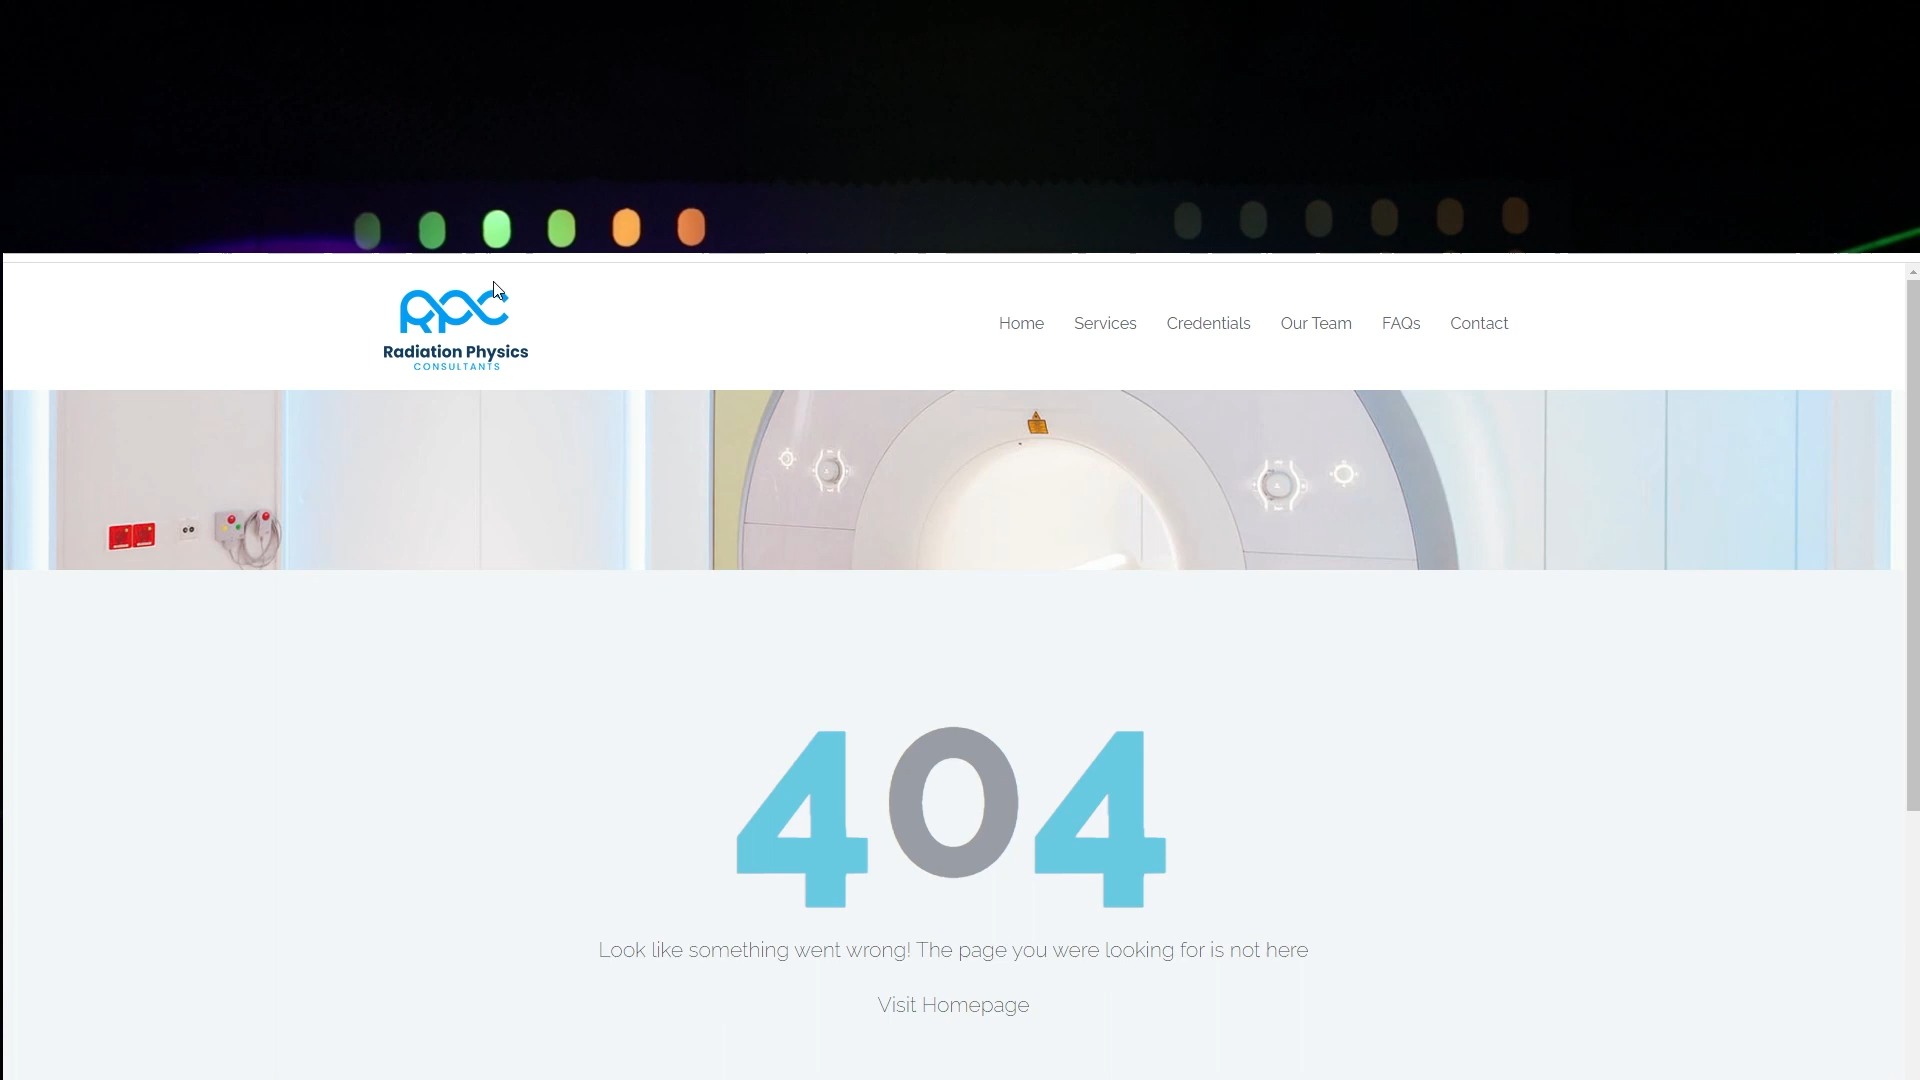 RPC
Radiation Physics
CONSULTANTS
Home Services Credentials Our Team FAQs Contact
404
Look like something went wrong! The page you were looking for is not here
Visit Homepage